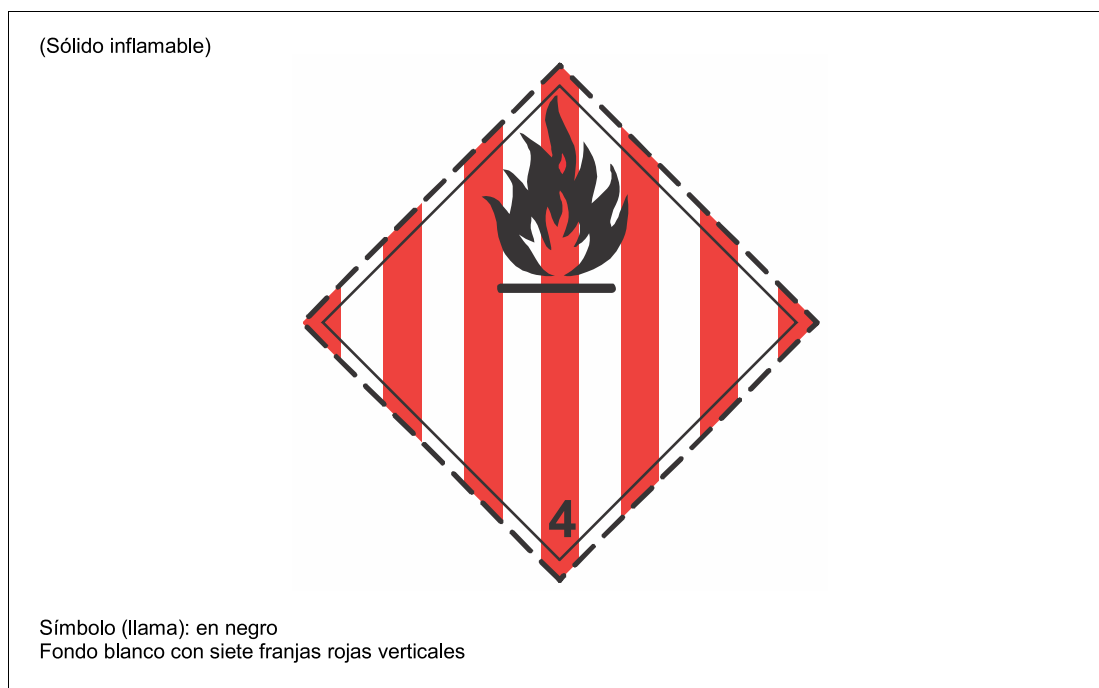 (Sólido inflamable)
4
Símbolo (llama): en negro
Fondo blanco con siete franjas rojas verticales